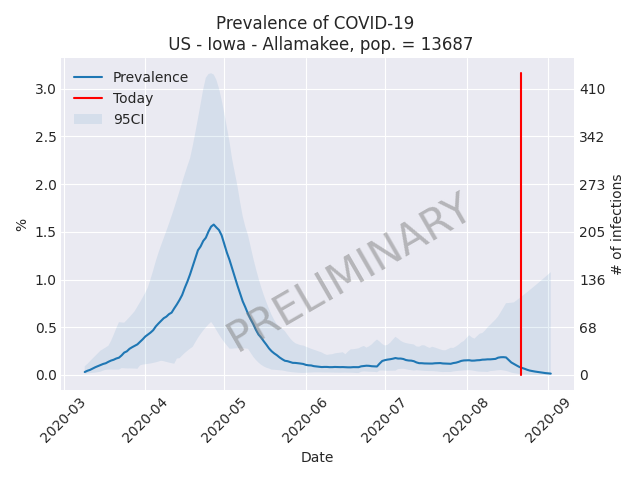 Prevalence of COVID-19
US - Iowa - Allamakee, pop. = 13687
Prevalence
Today
95CI
3.0
2.5
2.0
1.5
1.0
0.5
0.0
%
410
342
273
205
136
68
0
# of infections
PRELIMINARY
2020-03
2020-04
2020-05
2020-06
2020-07
2020-08
2020-09
Date